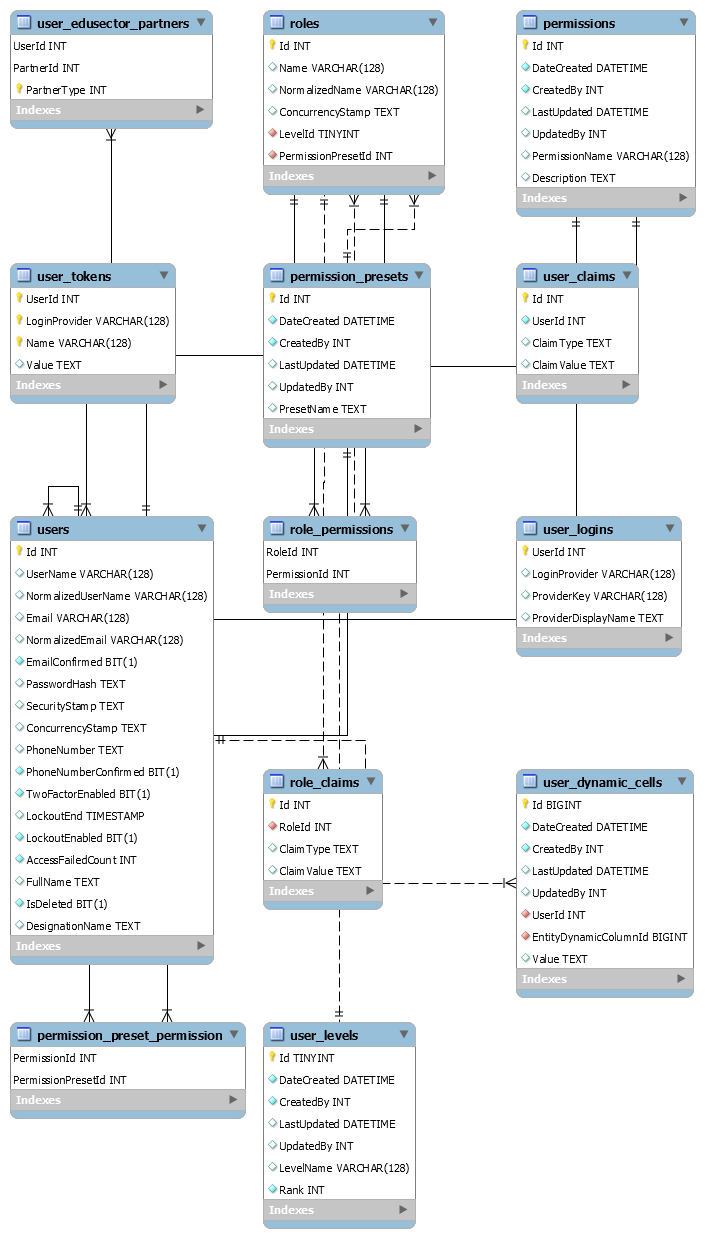 user_edusector_partners
UserId INT
PartnerId INT
PartnerType INT
Indexes
roles
Id INT
Name VARCHAR(128)
NormalizedName VARCHAR(128)
ConcurrencyStamp TEXT
LevelId TINYINT
PermissionPresetId INT
Indexes
permissions
Id INT
DateCreated DATETIME
CreatedBy INT
LastUpdated DATETIME
UpdatedBy INT
PermissionName VARCHAR(128)
Description TEXT
Indexes
user_tokens
UserId INT
LoginProvider VARCHAR(128)
Name VARCHAR(128)
Value TEXT
Indexes
permission_presets
Id INT
DateCreated DATETIME
CreatedBy INT
LastUpdated DATETIME
UpdatedBy INT
PresetName TEXT
Indexes
user_claims
Id INT
UserId INT
ClaimType TEXT
ClaimValue TEXT
Indexes
users
Id INT
UserName VARCHAR(128)
NormalizedUserName VARCHAR(128)
Email VARCHAR(128)
NormalizedEmail VARCHAR(128)
EmailConfirmed BIT(1)
PasswordHash TEXT
SecurityStamp TEXT
ConcurrencyStamp TEXT
PhoneNumber TEXT
PhoneNumberConfirmed BIT(1)
TwoFactorEnabled BIT(1)
LockoutEnd TIMESTAMP
LockoutEnabled BIT(1)
AccessFailedCount INT
FullName TEXT
IsDeleted BIT(1)
DesignationName TEXT
Indexes
role_permissions
RoleId INT
PermissionId INT
Indexes
user_logins
UserId INT
LoginProvider VARCHAR(128)
ProviderKey VARCHAR(128)
ProviderDisplayName TEXT
Indexes
role_claims
Id INT
RoleId INT
ClaimType TEXT
ClaimValue TEXT
Indexes
user_dynamic_cells
Id BIGINT
DateCreated DATETIME
CreatedBy INT
LastUpdated DATETIME
UpdatedBy INT
UserId INT
EntityDynamicColumnId BIGINT
Value TEXT
Indexes
permission_preset_permission
PermissionId INT
PermissionPresetId INT
Indexes
user_levels
Id TINYINT
DateCreated DATETIME
CreatedBy INT
LastUpdated DATETIME
UpdatedBy INT
LevelName VARCHAR(128)
Rank INT
Indexes